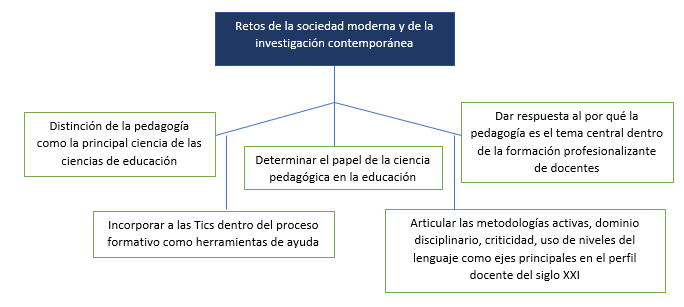 Retos de la sociedad moderna y de la
investigación contemporánea
Distinción de la pedagogía
como la principal ciencia de las
ciencias de educación
Determinar el papel de la ciencia
pedagógica en la educación
Dar respuesta al por qué la
pedagogía es el tema central dentro
de la formación profesionalizante
de docentes
Incorporar a las Tics dentro del proceso
formativo como herramientas de ayuda
Articular las metodologías activas, dominio
disciplinario, criticidad, uso de niveles del
lenguaje como ejes principales en el perfil
docente del siglo XXI